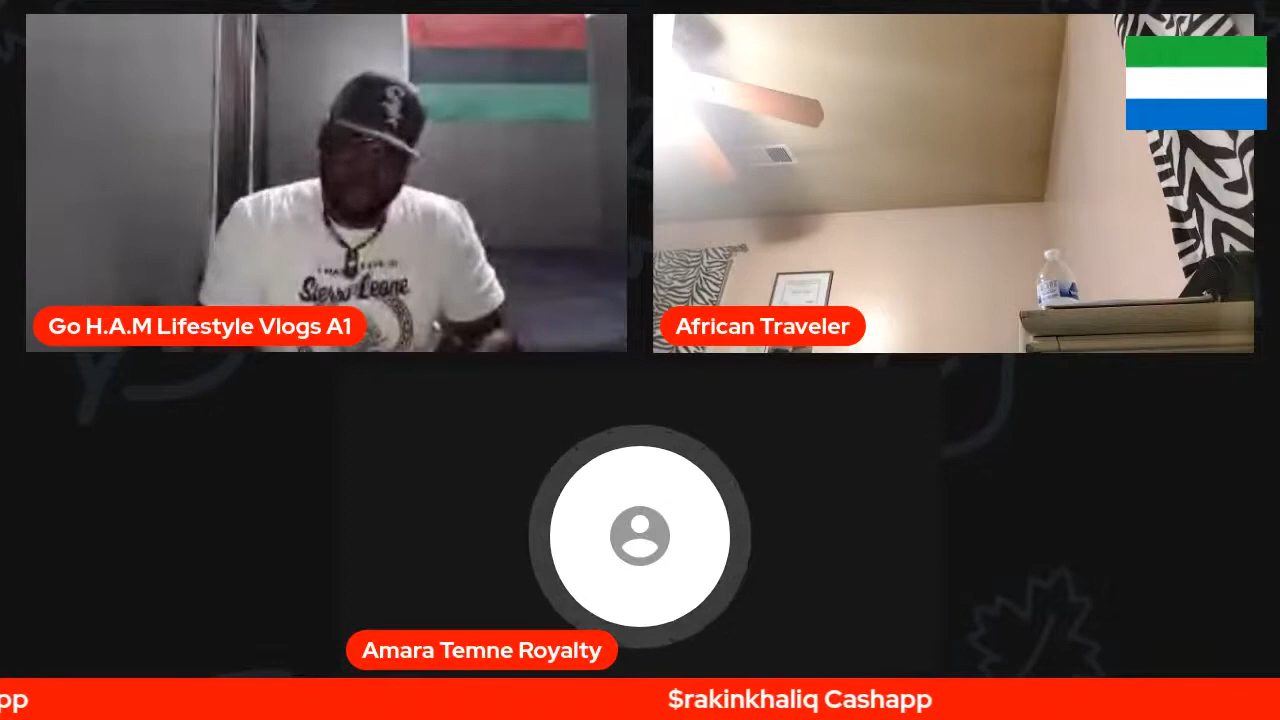 Sierra Leone
Go H.A.M Lifestyle Vlogs A1
African Traveler
Amara Temne Royalty
pp
$rakinkhaliq Cashapp